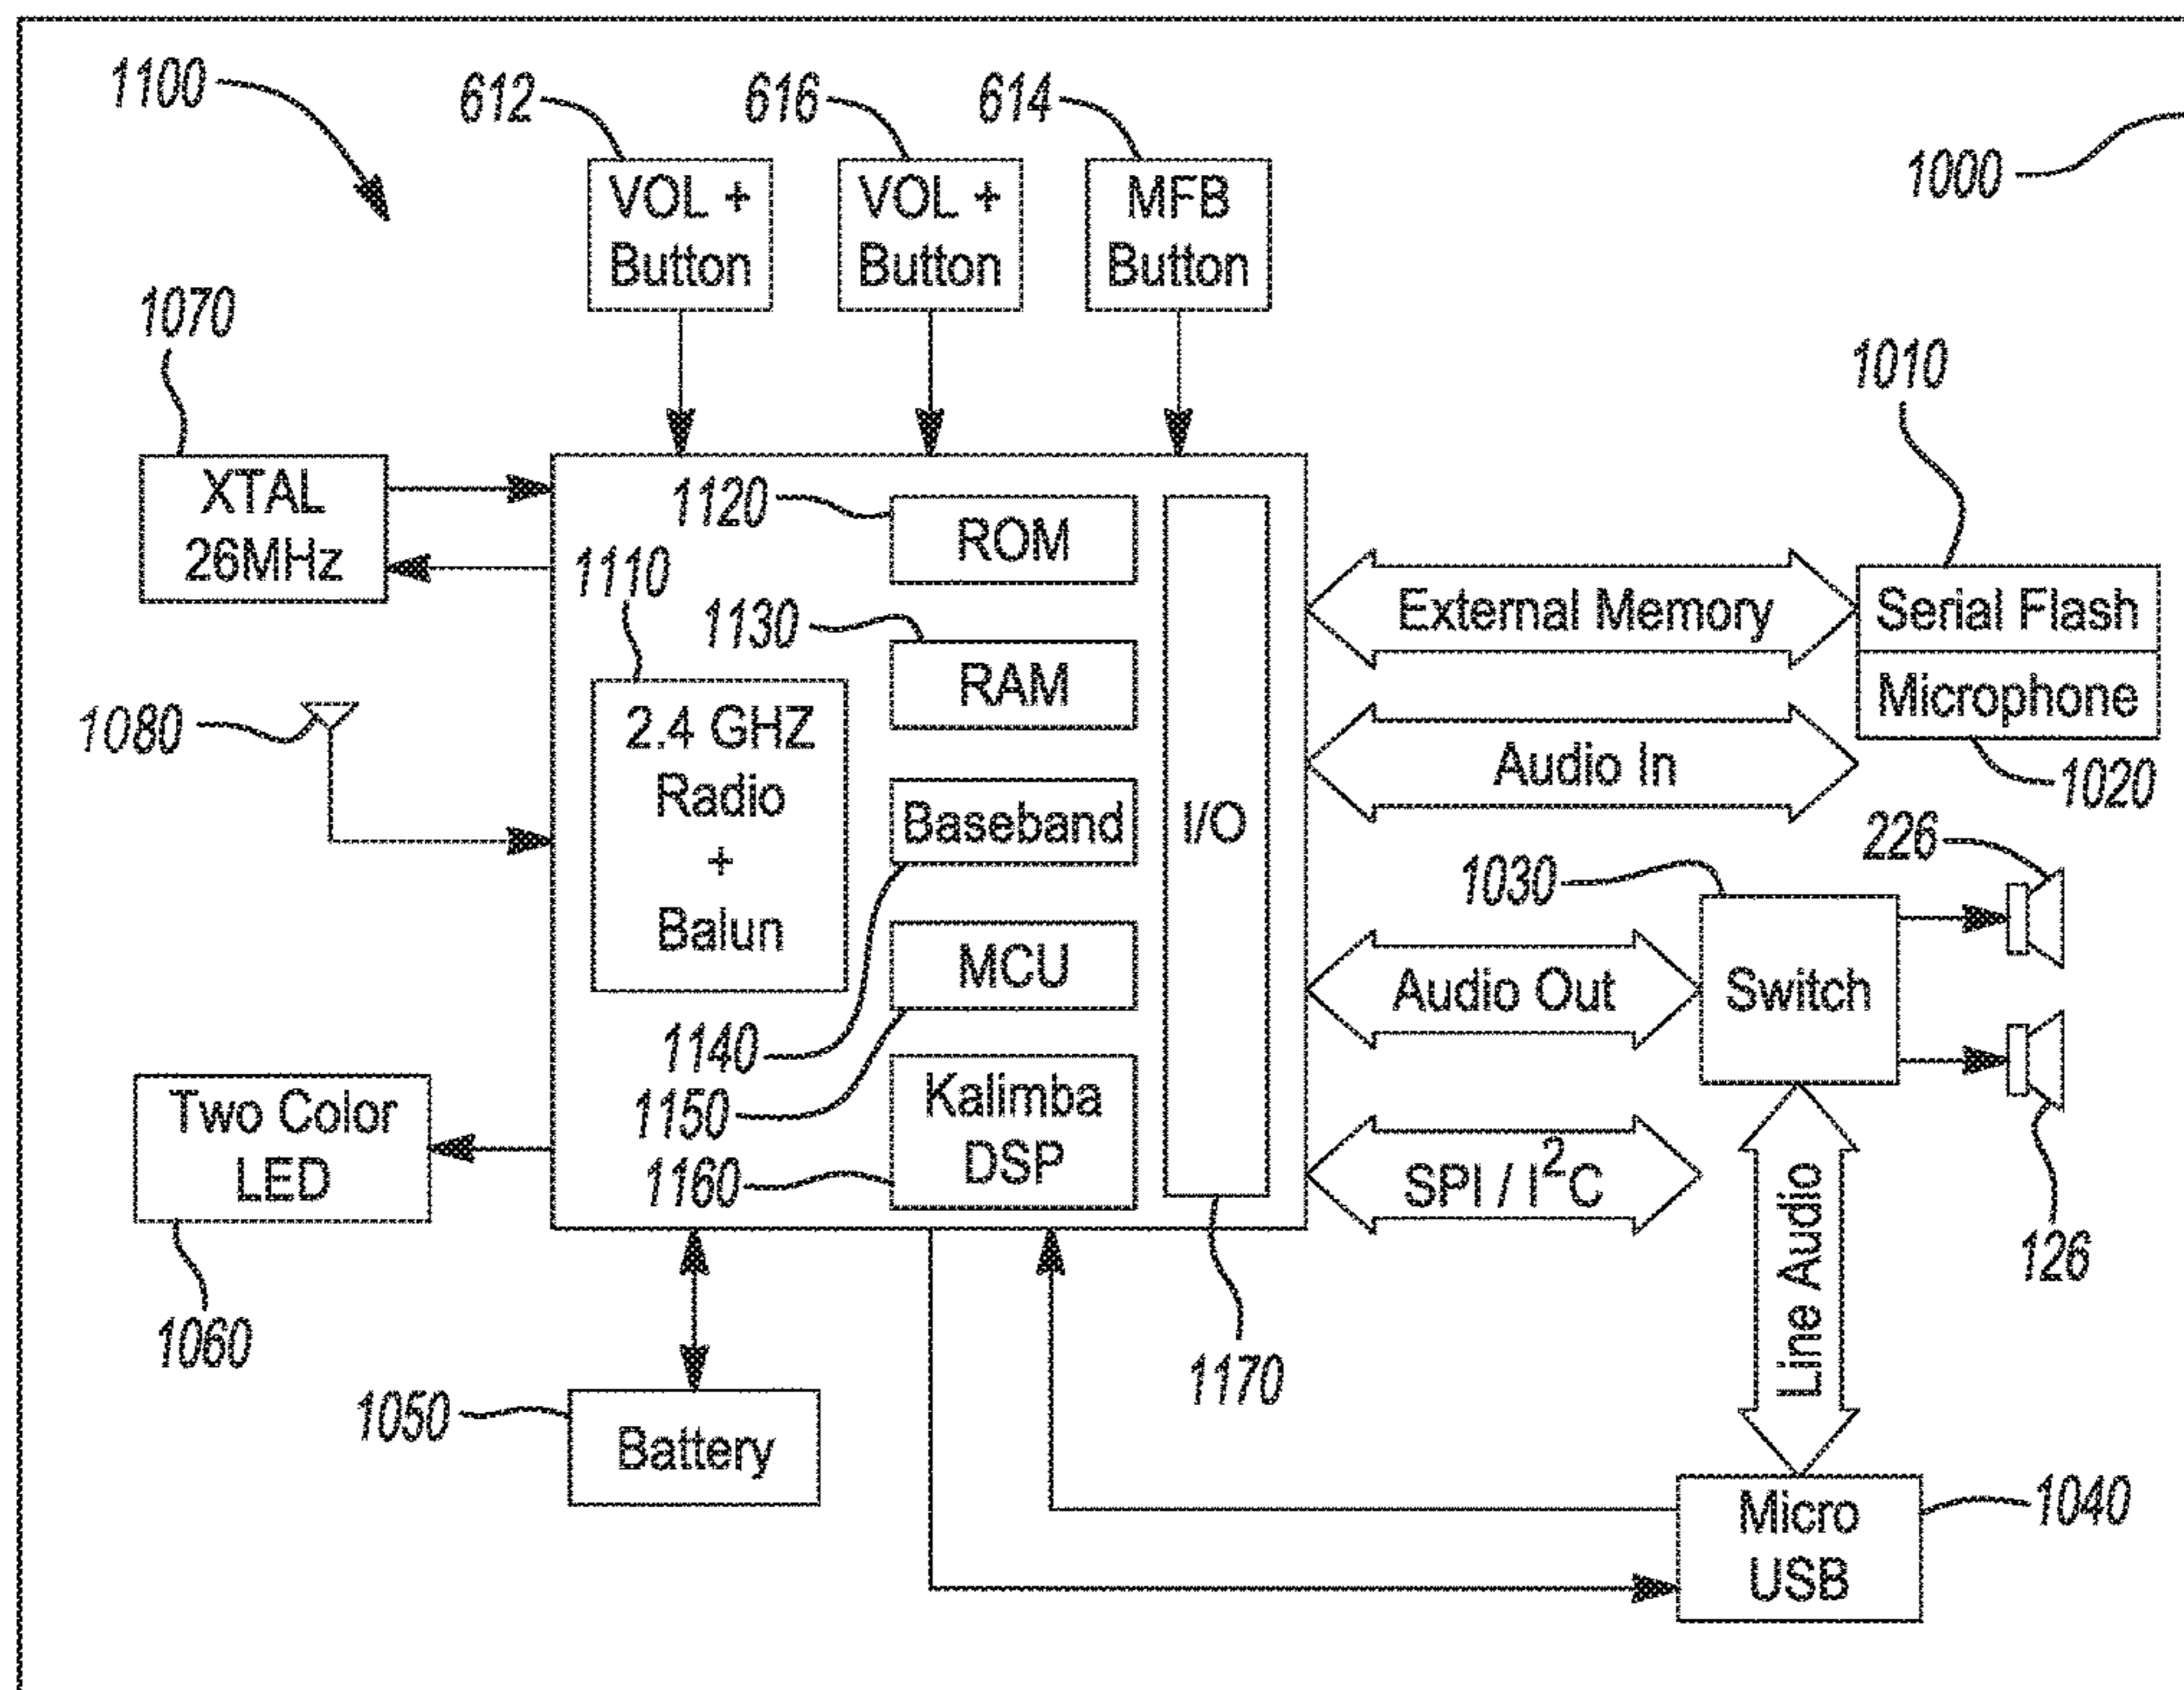 1100
612
616
614
1000
VOL +
Button
VOL +
Button
MFB
Button
1070
1010
XTAL
26MHz
1120
ROM
1110
1130
RAM
External Memory
Serial Flash
Microphone
1020
1080
2.4 GHZ
Radio
+
Balun
Baseband
I/O
Audio In
226
1030
MCU
Audio Out
Switch
1140
1150
1160
Kalimba
DSP
SPI / I²C
126
Two Color
LED
1060
Line Audio
1170
1050
Battery
Micro
USB
1040